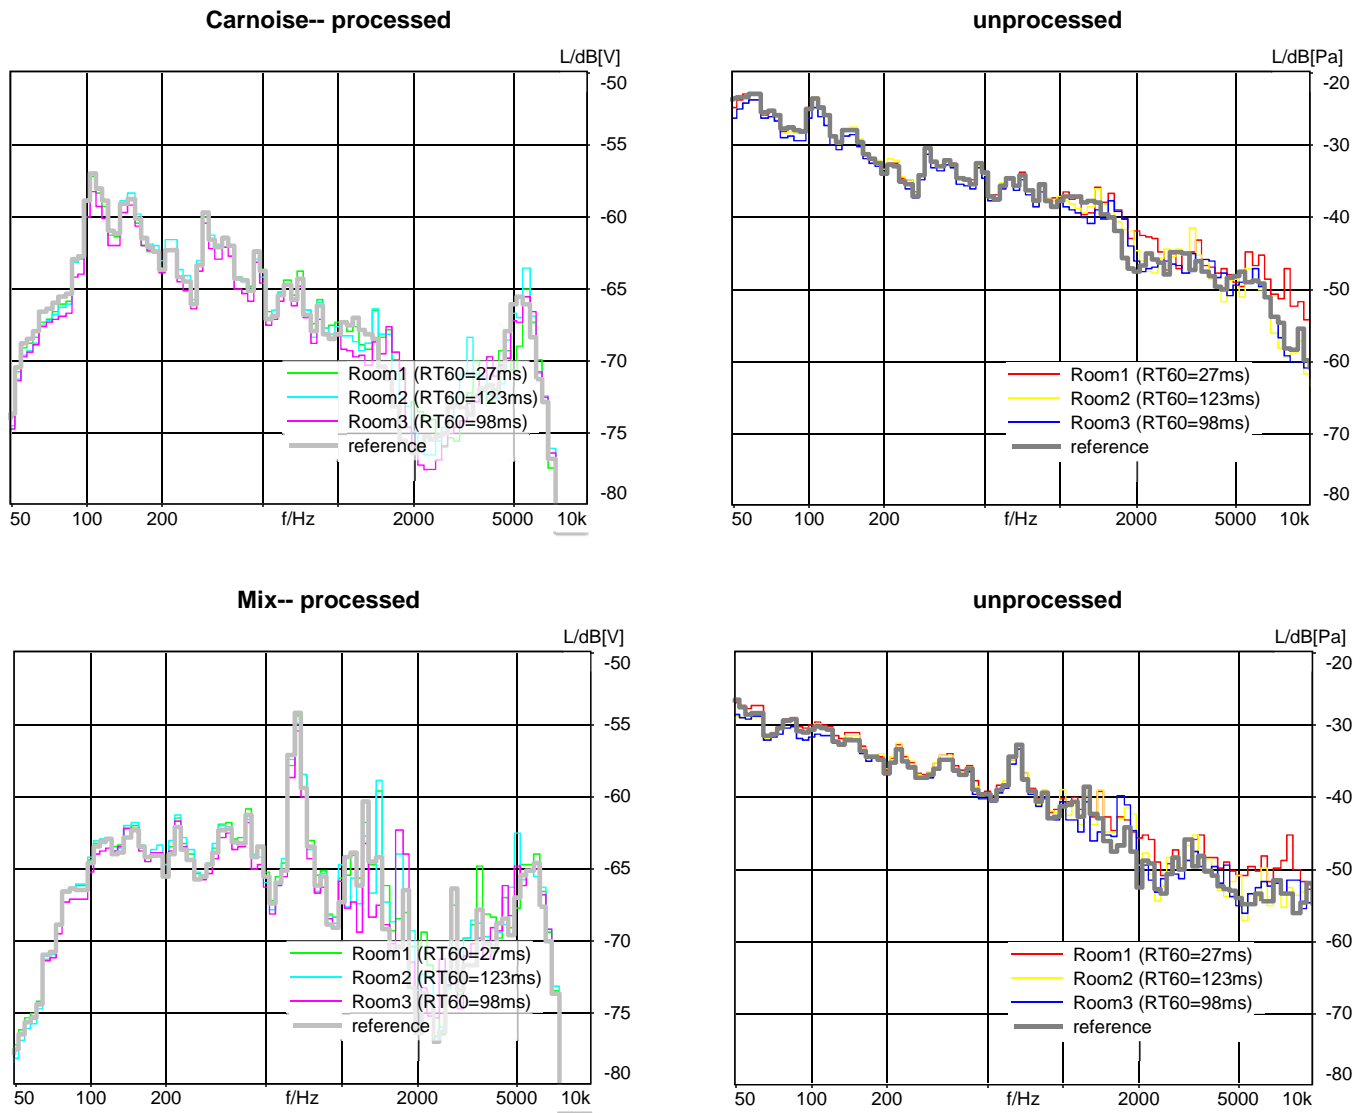 Carnoise-- processed
L/dB[V]
-50
-55
-60
-65
-70
-75
-80
Room1 (RT60=27ms)
Room2 (RT60=123ms)
Room3 (RT60=98ms)
reference
50 100 200 f/Hz 2000 5000 10k
unprocessed
L/dB[Pa]
-20
-30
-40
-50
-60
-70
-80
Room1 (RT60=27ms)
Room2 (RT60=123ms)
Room3 (RT60=98ms)
reference
50 100 200 f/Hz 2000 5000 10k
Mix-- processed
L/dB[V]
-50
-55
-60
-65
-70
-75
-80
Room1 (RT60=27ms)
Room2 (RT60=123ms)
Room3 (RT60=98ms)
reference
50 100 200 f/Hz 2000 5000 10k
unprocessed
L/dB[Pa]
-20
-30
-40
-50
-60
-70
-80
Room1 (RT60=27ms)
Room2 (RT60=123ms)
Room3 (RT60=98ms)
reference
50 100 200 f/Hz 2000 5000 10k